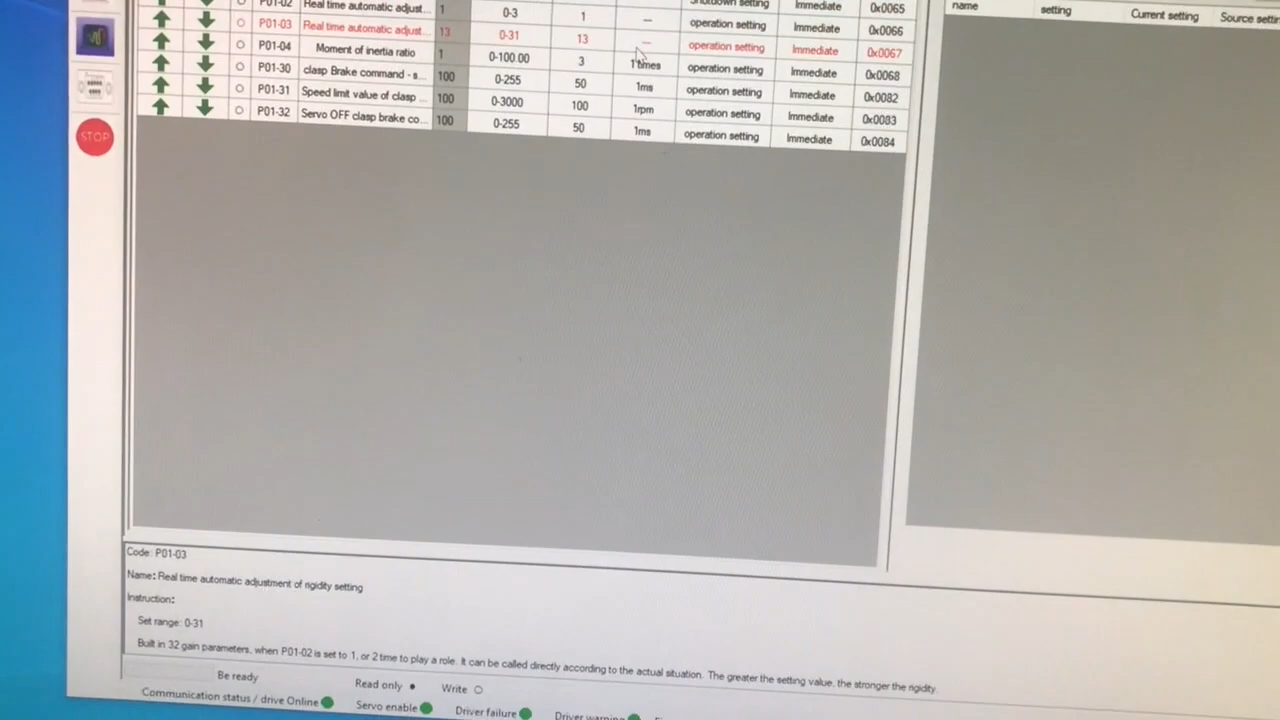 P01-02 Real time automatic adjust... 1 0-3 1 — Shutdown setting Immediate 0x0065
operation setting Immediate 0x0066
P01-03 Real time automatic adjust... 13 0-31 13 — operation setting Immediate 0x0067
P01-04 Moment of inertia ratio 1 0-100.00 3 1 times operation setting Immediate 0x0068
P01-30 clasp Brake command - s... 100 0-255 50 1ms operation setting Immediate 0x0082
P01-31 Speed limit value of clasp ... 100 0-3000 100 1rpm operation setting Immediate 0x0083
P01-32 Servo OFF clasp brake co... 100 0-255 50 1ms operation setting Immediate 0x0084
name setting Current setting Source settin
STOP
Code: P01-03
Name: Real time automatic adjustment of rigidity setting
Instruction:
Set range: 0-31
Built in 32 gain parameters, when P01-02 is set to 1, or 2 time to play a role. It can be called directly according to the actual situation. The greater the setting value, the stronger the rigidity.
Be ready Read only Write
Communication status / drive Online Servo enable Driver failure Driver warning